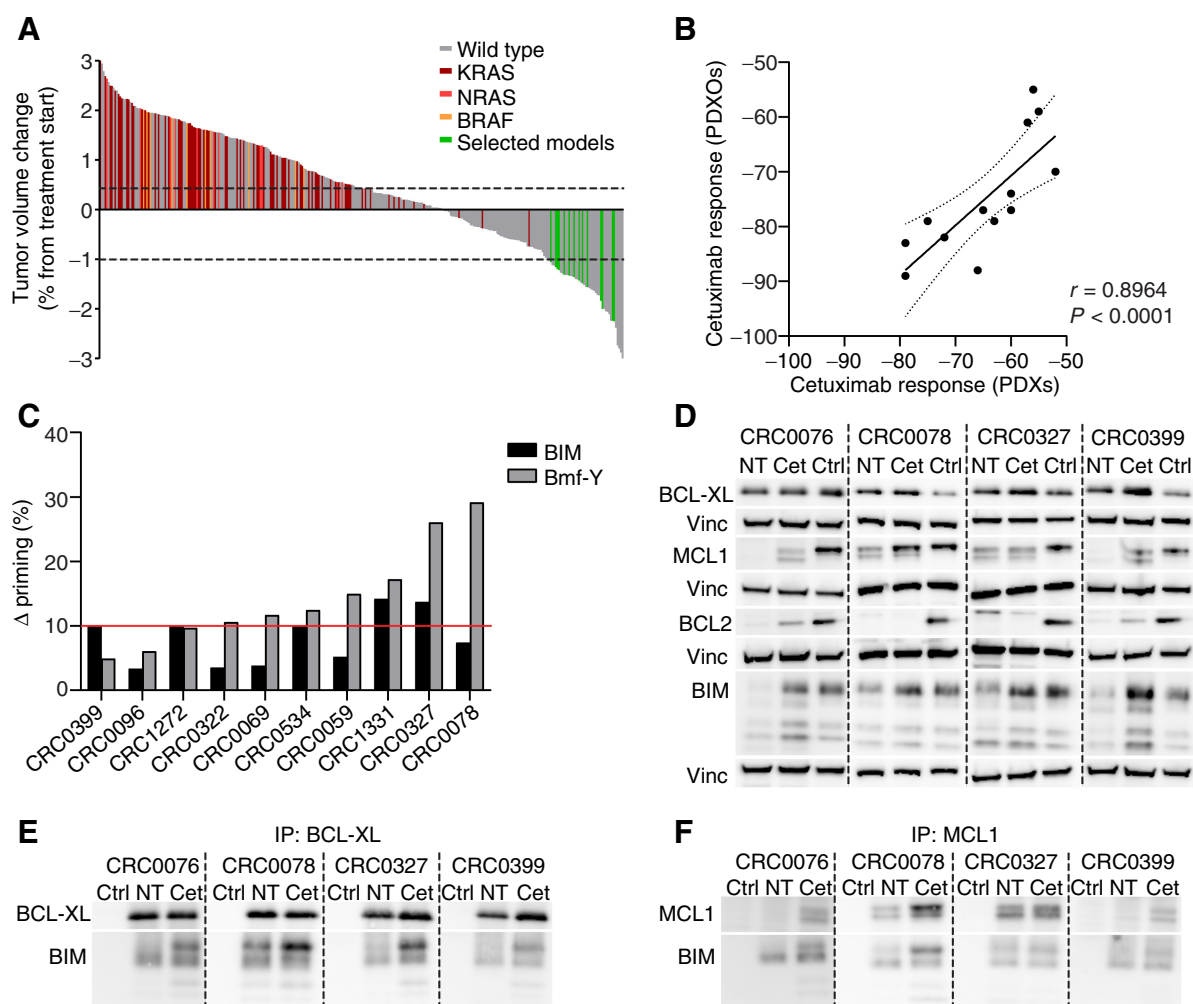 A
Tumor volume change
(% from treatment start)
3
2
1
0
−1
−2
−3
Wild type
KRAS
NRAS
BRAF
Selected models
B
Cetuximab response (PDXOs)
−50
−60
−70
−80
−90
−100
−100 −90 −80 −70 −60 −50
Cetuximab response (PDXs)
r = 0.8964
P < 0.0001
C
Δ priming (%)
40
30
20
10
0
BIM
Bmf-Y
CRC0399
CRC0096
CRC1272
CRC0322
CRC0069
CRC0534
CRC0059
CRC1331
CRC0327
CRC0078
D
CRC0076 CRC0078 CRC0327 CRC0399
NT Cet Ctrl NT Cet Ctrl NT Cet Ctrl NT Cet Ctrl
BCL-XL
Vinc
MCL1
Vinc
BCL2
Vinc
BIM
Vinc
E
IP: BCL-XL
CRC0076 CRC0078 CRC0327 CRC0399
Ctrl NT Cet Ctrl NT Cet Ctrl NT Cet Ctrl NT Cet
BCL-XL
BIM
F
IP: MCL1
CRC0076 CRC0078 CRC0327 CRC0399
Ctrl NT Cet Ctrl NT Cet Ctrl NT Cet Ctrl NT Cet
MCL1
BIM